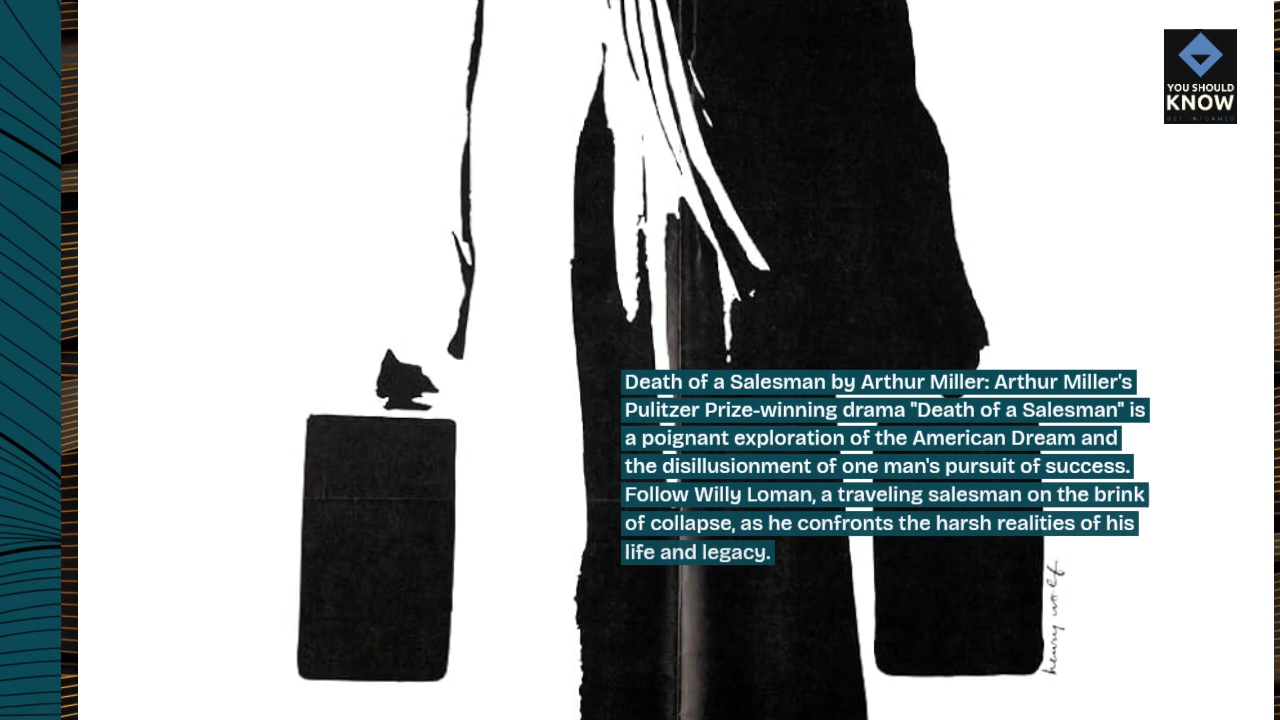 YOU SHOULD
KNOW
GET INFORMED
Death of a Salesman by Arthur Miller: Arthur Miller's
Pulitzer Prize-winning drama "Death of a Salesman" is
a poignant exploration of the American Dream and
the disillusionment of one man's pursuit of success.
Follow Willy Loman, a traveling salesman on the brink
of collapse, as he confronts the harsh realities of his
life and legacy.
henry wolf